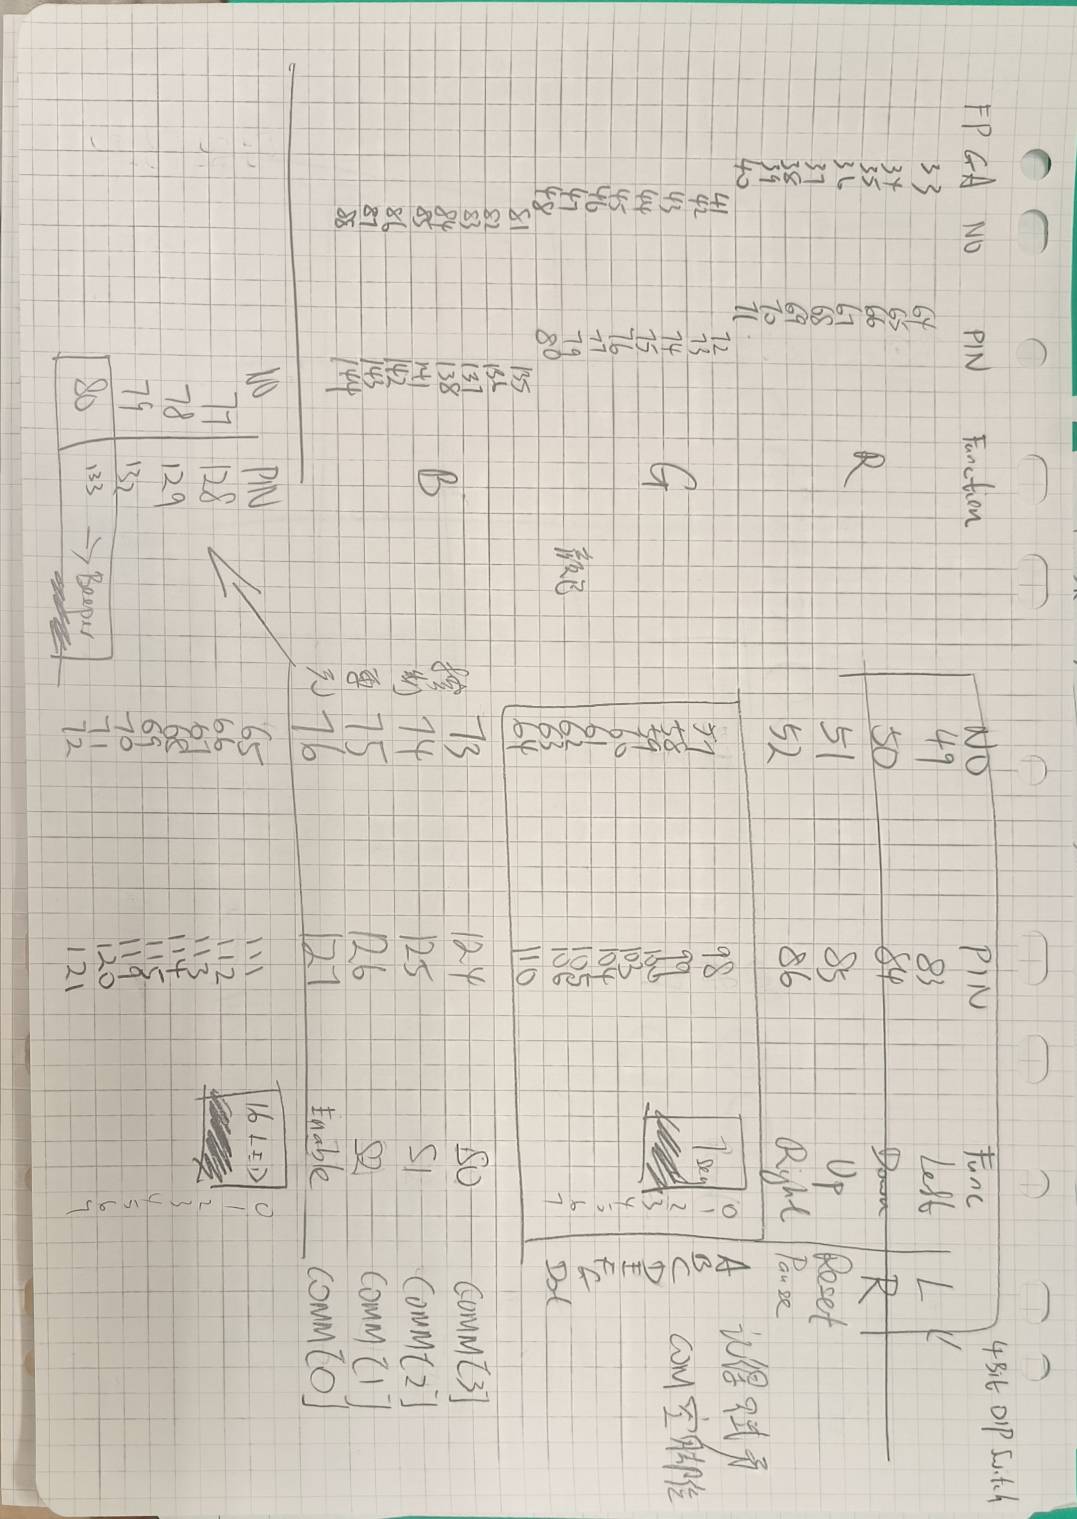 FPGA NO PIN Function
33 64
34 65
35 66
36 67
37 68
38 69
39 70
40 71
R
41 72
42 73
43 74
44 75
45 76
46 77
47 79
48 80
G
81 135
82 136
83 137
84 138
85 141
86 142
87 143
88 144
B
NO PIN
77 128
78 129
79 132
80 133 → Beeper
4 Bit DIP Switch
NO PIN Func
49 83 Left L
50 84 Down R
51 85 Up Reset
52 86 Right Pause
7 seg
57 98 0 A
58 99 1 B
59 100 2 C
60 103 3 D
61 104 4 E
62 105 5 F
63 106 6 G
64 110 7 Dot
COM
73 124 S0 COMM[3]
74 125 S1 COMM[2]
75 126 S2 COMM[1]
76 127 Enable COMM[0]
16 LED
65 111 0
66 112 1
67 113 2
68 114 3
69 115 4
70 119 5
71 120 6
72 121 7